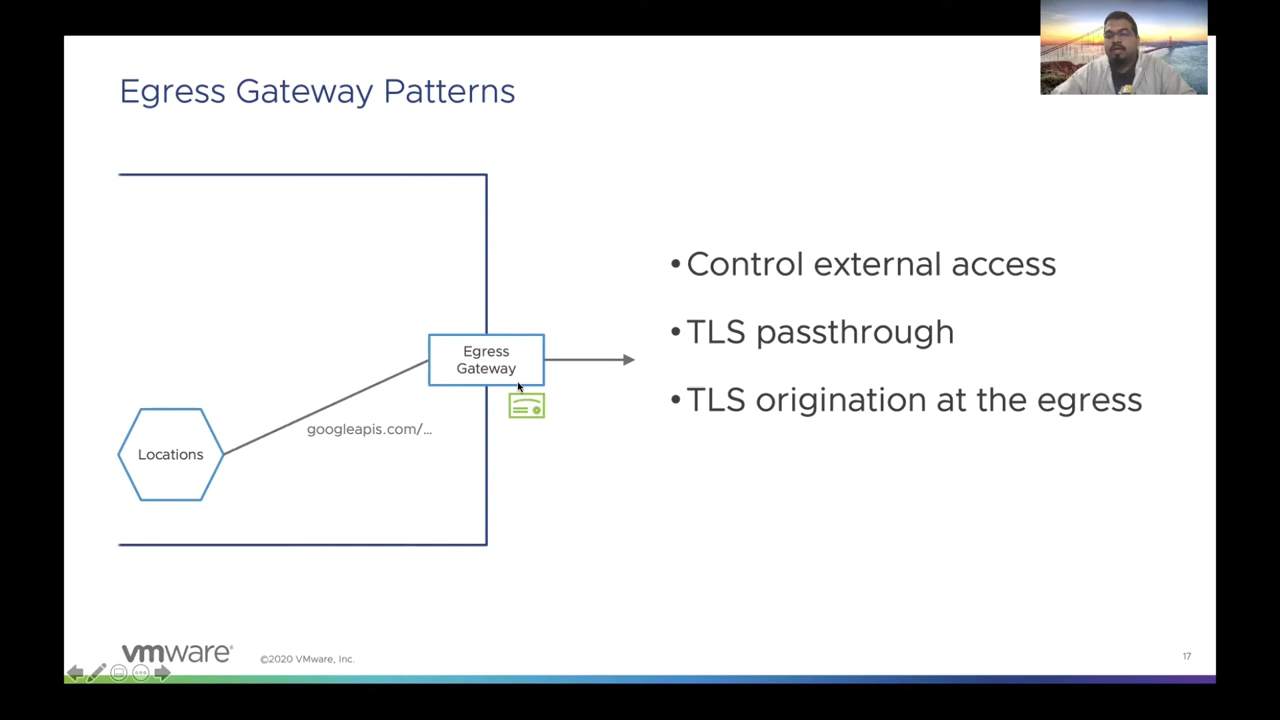 Egress Gateway Patterns
Egress
Gateway
googleapis.com/...
Locations
•Control external access
•TLS passthrough
•TLS origination at the egress
vmware®
©2020 VMware, Inc.
17